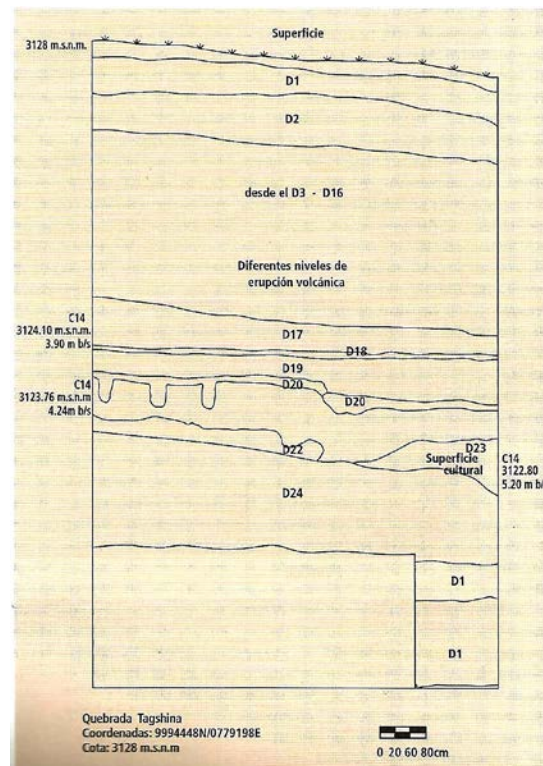 Superficie
3128 m.s.n.m.
D1
D2
desde el D3 - D16
Diferentes niveles de
erupción volcánica
C14
3124.10 m.s.n.m.
3.90 m b/s
D17
D18
D19
C14
3123.76 m.s.n.m
4.24m b/s
D20
D20
D22
D23
Superficie
cultural
C14
3122.80
5.20 m b/
D24
D1
D1
Quebrada Tagshina
Coordenadas: 9994448N/0779198E
Cota: 3128 m.s.n.m
0 20 60 80cm